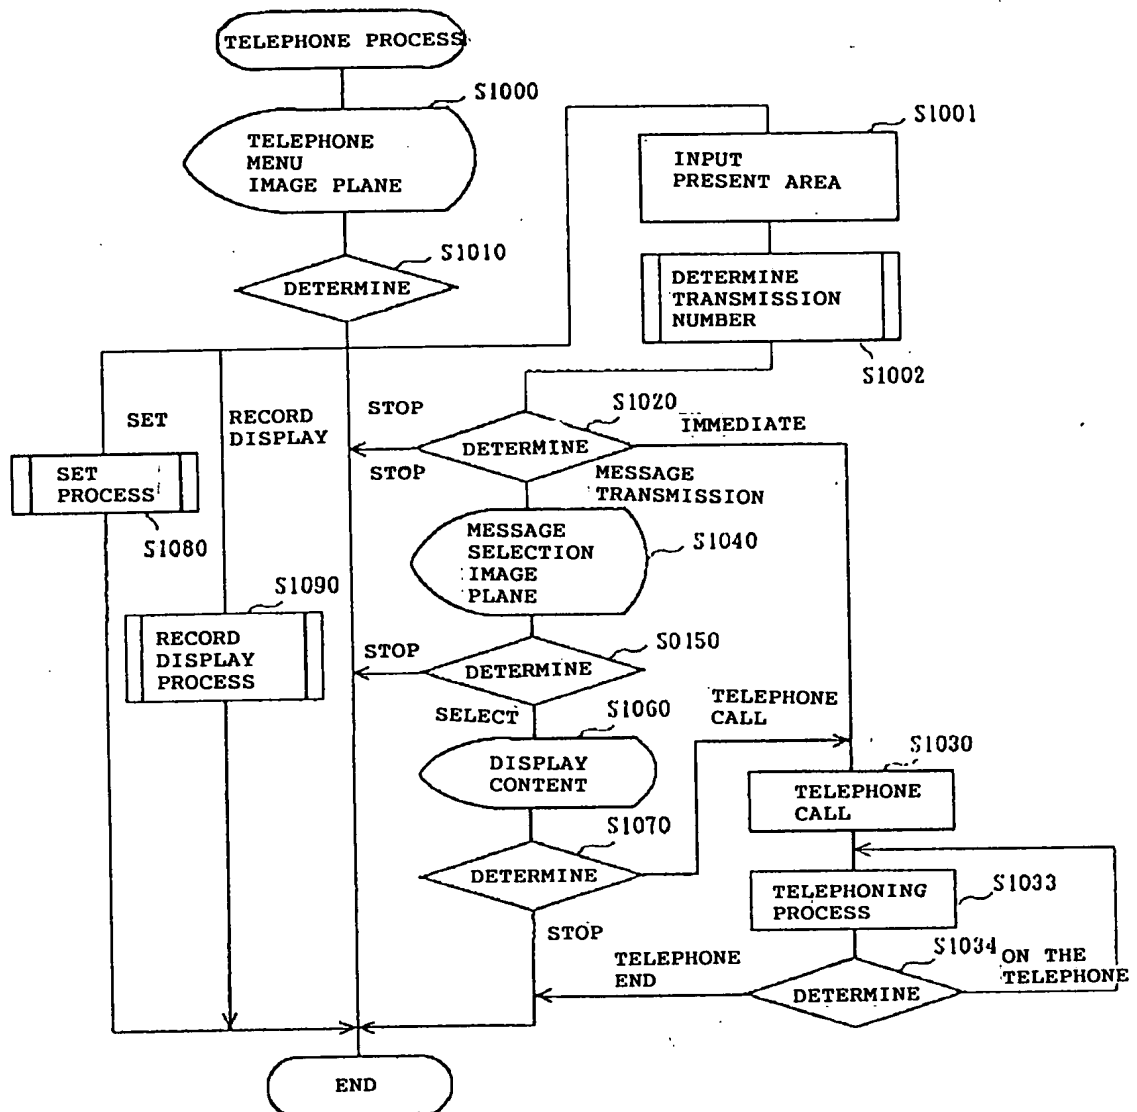 TELEPHONE PROCESS
S1000
TELEPHONE
MENU
IMAGE PLANE
S1001
INPUT
PRESENT AREA
S1010
DETERMINE
DETERMINE
TRANSMISSION
NUMBER
S1002
SET
RECORD
DISPLAY
STOP
S1020
IMMEDIATE
DETERMINE
STOP
MESSAGE
TRANSMISSION
SET
PROCESS
S1080
MESSAGE
SELECTION
IMAGE
PLANE
S1040
S1090
RECORD
DISPLAY
PROCESS
STOP
S0150
DETERMINE
SELECT
S1060
TELEPHONE
CALL
DISPLAY
CONTENT
S1030
TELEPHONE
CALL
S1070
DETERMINE
TELEPHONING
PROCESS
S1033
STOP
S1034
ON THE
TELEPHONE
TELEPHONE
END
DETERMINE
END